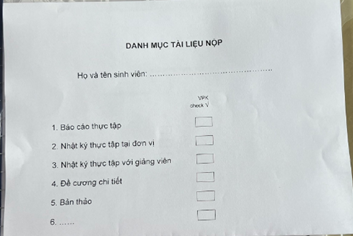 DANH MỤC TÀI LIỆU NỘP
Họ và tên sinh viên: ..................................................
check V
1. Báo cáo thực tập
2. Nhật ký thực tập tại đơn vị
3. Nhật ký thực tập với giảng viên
4. Đề cương chi tiết
5. Bản thảo
6. .......